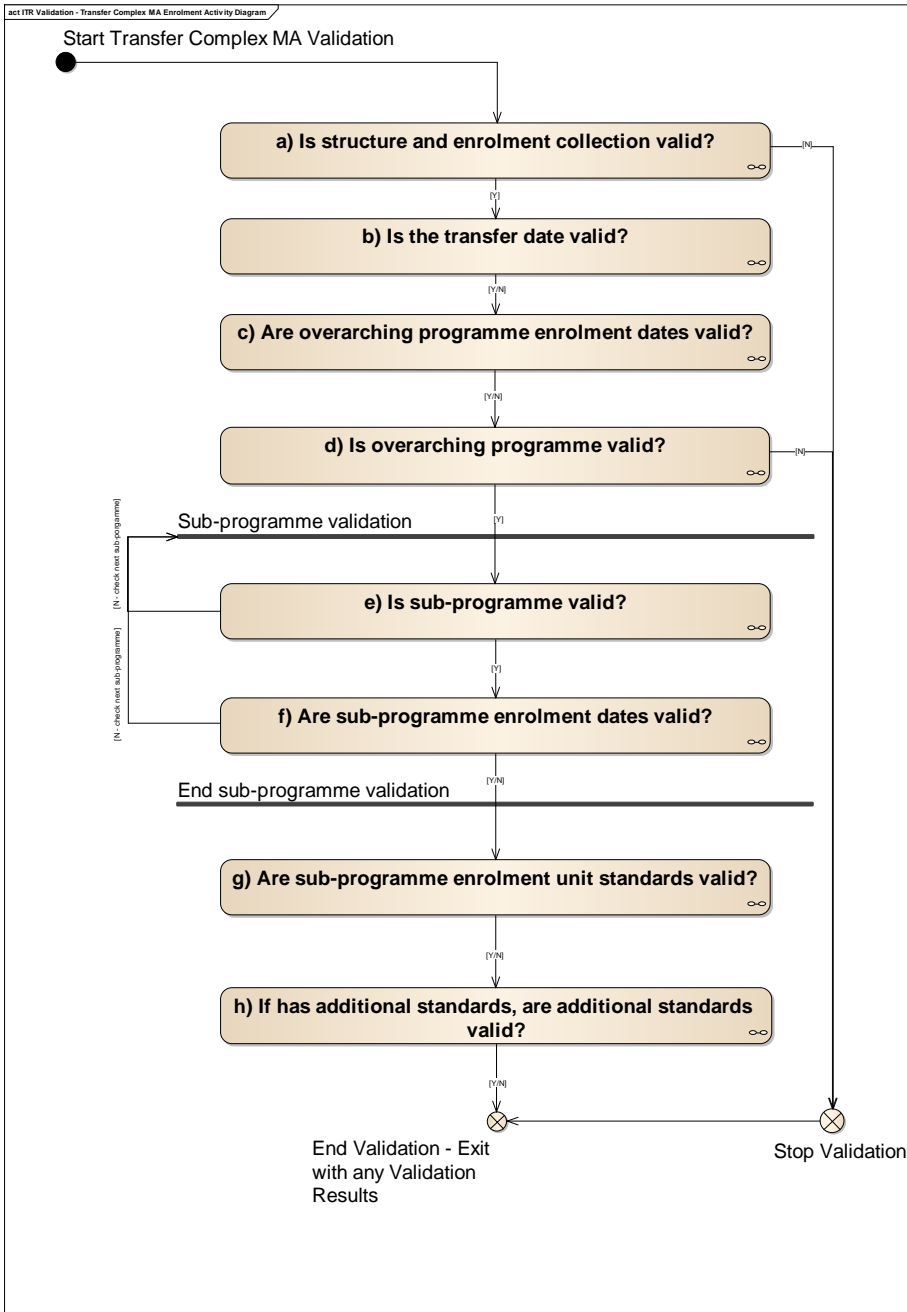 act ITR Validation - Transfer Complex MA Enrolment Activity Diagram
Start Transfer Complex MA Validation
a) Is structure and enrolment collection valid?
[N]
[Y]
b) Is the transfer date valid?
[Y/N]
c) Are overarching programme enrolment dates valid?
[Y/N]
d) Is overarching programme valid?
[N]
[Y]
Sub-programme validation
[N - check next sub-porgamme]
e) Is sub-programme valid?
[Y]
[N - check next sub-programme]
f) Are sub-programme enrolment dates valid?
[Y/N]
End sub-programme validation
g) Are sub-programme enrolment unit standards valid?
[Y/N]
h) If has additional standards, are additional standards
valid?
[Y/N]
End Validation - Exit
with any Validation
Results
Stop Validation